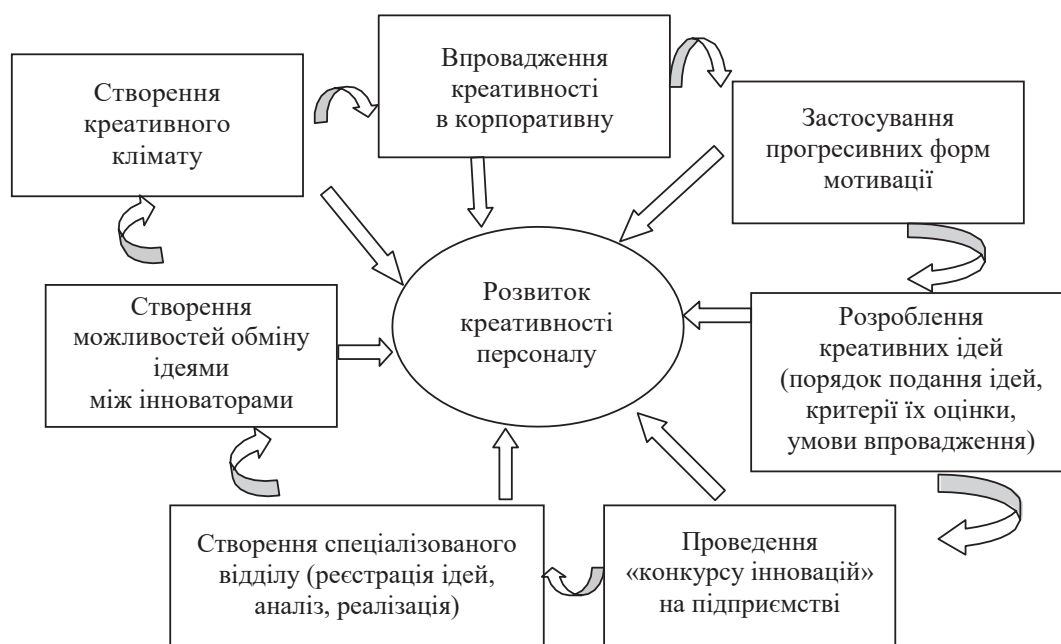 Створення
креативного
клімату
Впровадження
креативності
в корпоративну
Застосування
прогресивних форм
мотивації
Розвиток
креативності
персоналу
Створення
можливостей обміну
ідеями
між інноваторами
Розроблення
креативних ідей
(порядок подання ідей,
критерії їх оцінки,
умови впровадження)
Створення спеціалізованого
відділу (реєстрація ідей,
аналіз, реалізація)
Проведення
«конкурсу інновацій»
на підприємстві